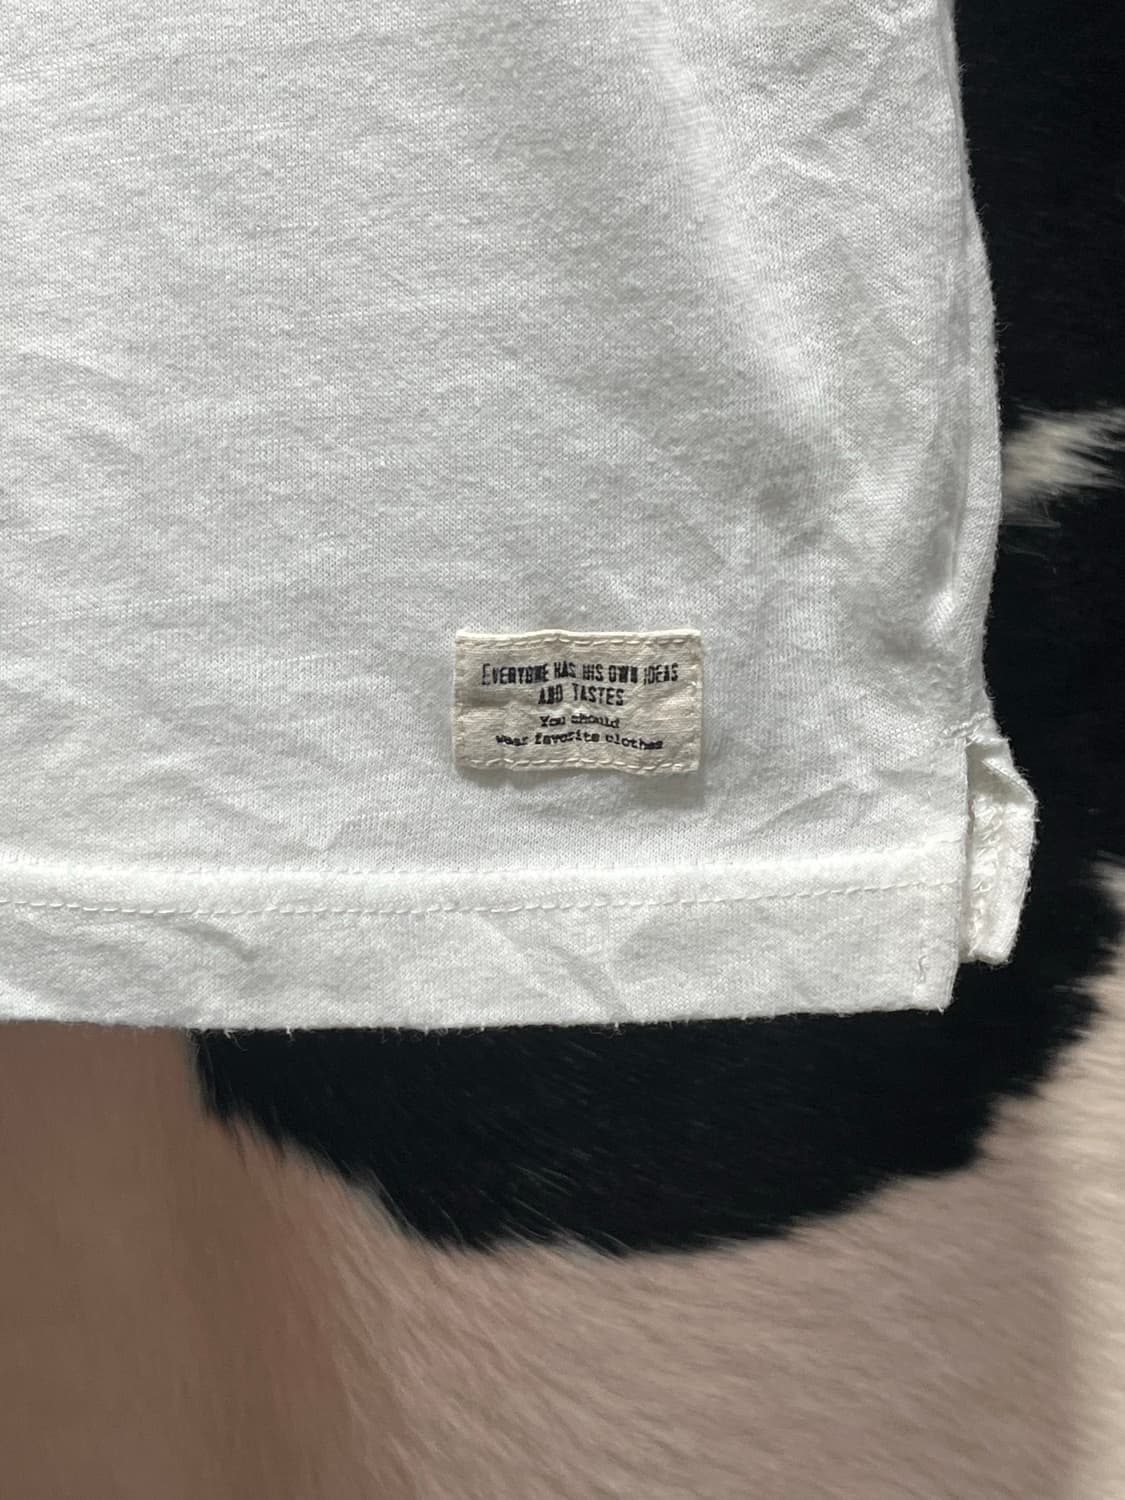 EVERYONE HAS HIS OWN IDEAS
AND TASTES
You should
wear favorite clothes